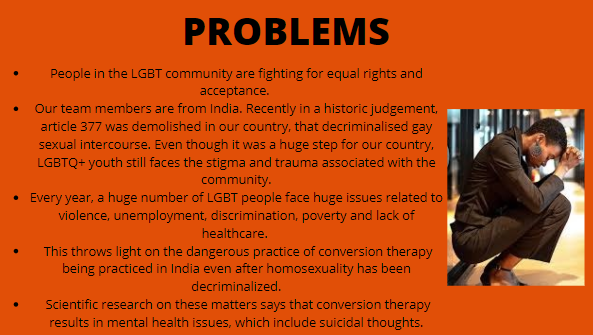 PROBLEMS
• People in the LGBT community are fighting for equal rights and
acceptance.
• Our team members are from India. Recently in a historic judgement,
article 377 was demolished in our country, that decriminalised gay
sexual intercourse. Even though it was a huge step for our country,
LGBTQ+ youth still faces the stigma and trauma associated with the
community.
• Every year, a huge number of LGBT people face huge issues related to
violence, unemployment, discrimination, poverty and lack of
healthcare.
• This throws light on the dangerous practice of conversion therapy
being practiced in India even after homosexuality has been
decriminalized.
• Scientific research on these matters says that conversion therapy
results in mental health issues, which include suicidal thoughts.